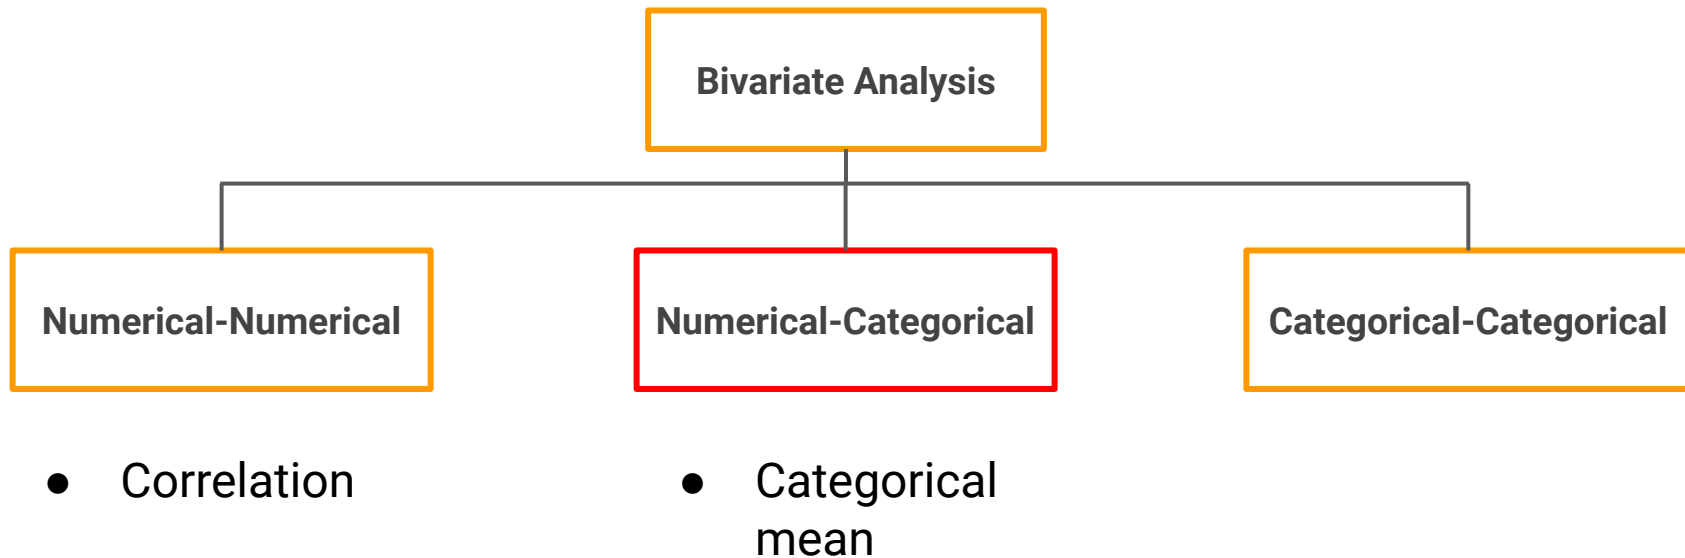 Bivariate Analysis
Numerical-Numerical
Numerical-Categorical
Categorical-Categorical
● Correlation
● Categorical
mean